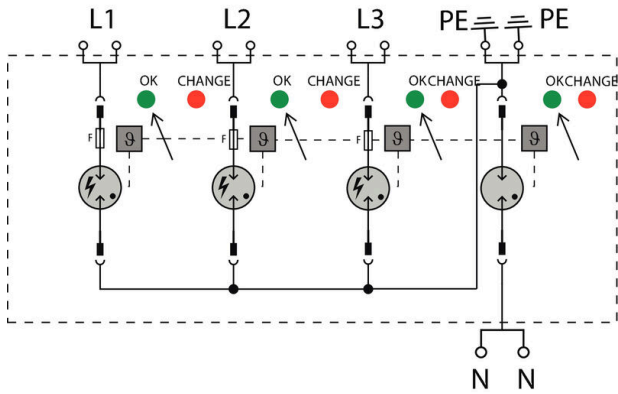 L1 L2 L3 PE PE
OK CHANGE OK CHANGE OK CHANGE OK CHANGE
F ϑ F ϑ F ϑ ϑ
N N